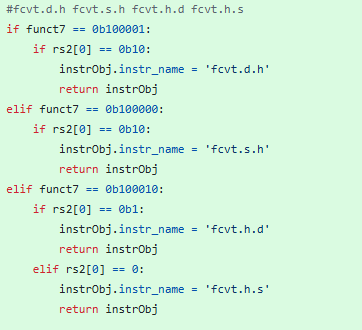 #fcvt.d.h fcvt.s.h fcvt.h.d fcvt.h.s
if funct7 == 0b100001:
    if rs2[0] == 0b10:
        instrObj.instr_name = 'fcvt.d.h'
        return instrObj
elif funct7 == 0b100000:
    if rs2[0] == 0b10:
        instrObj.instr_name = 'fcvt.s.h'
        return instrObj
elif funct7 == 0b100010:
    if rs2[0] == 0b1:
        instrObj.instr_name = 'fcvt.h.d'
        return instrObj
    elif rs2[0] == 0:
        instrObj.instr_name = 'fcvt.h.s'
        return instrObj